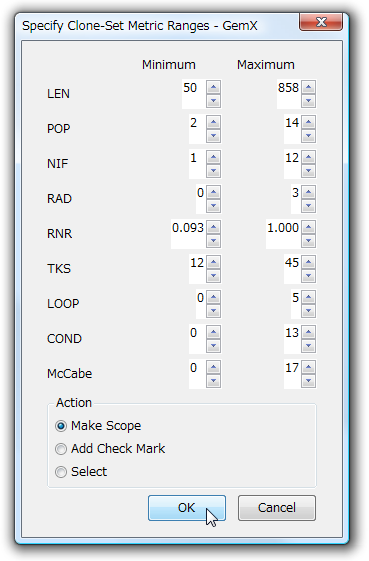 Specify Clone-Set Metric Ranges - GemX
Minimum Maximum
LEN 50 858
POP 2 14
NIF 1 12
RAD 0 3
RNR 0.093 1.000
TKS 12 45
LOOP 0 5
COND 0 13
McCabe 0 17
Action
Make Scope
Add Check Mark
Select
OK Cancel